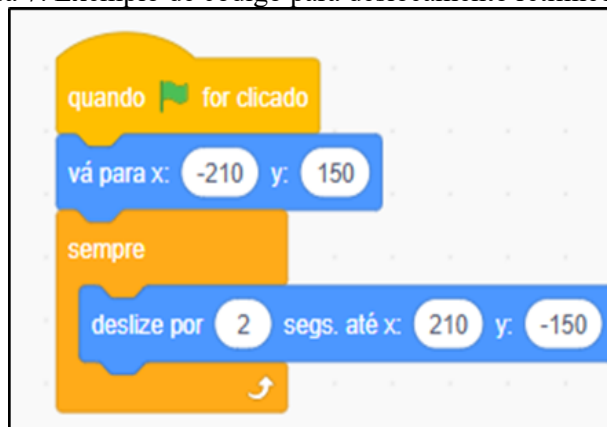 quando for clicado
vá para x: -210 y: 150
sempre
deslize por 2 segs. até x: 210 y: -150